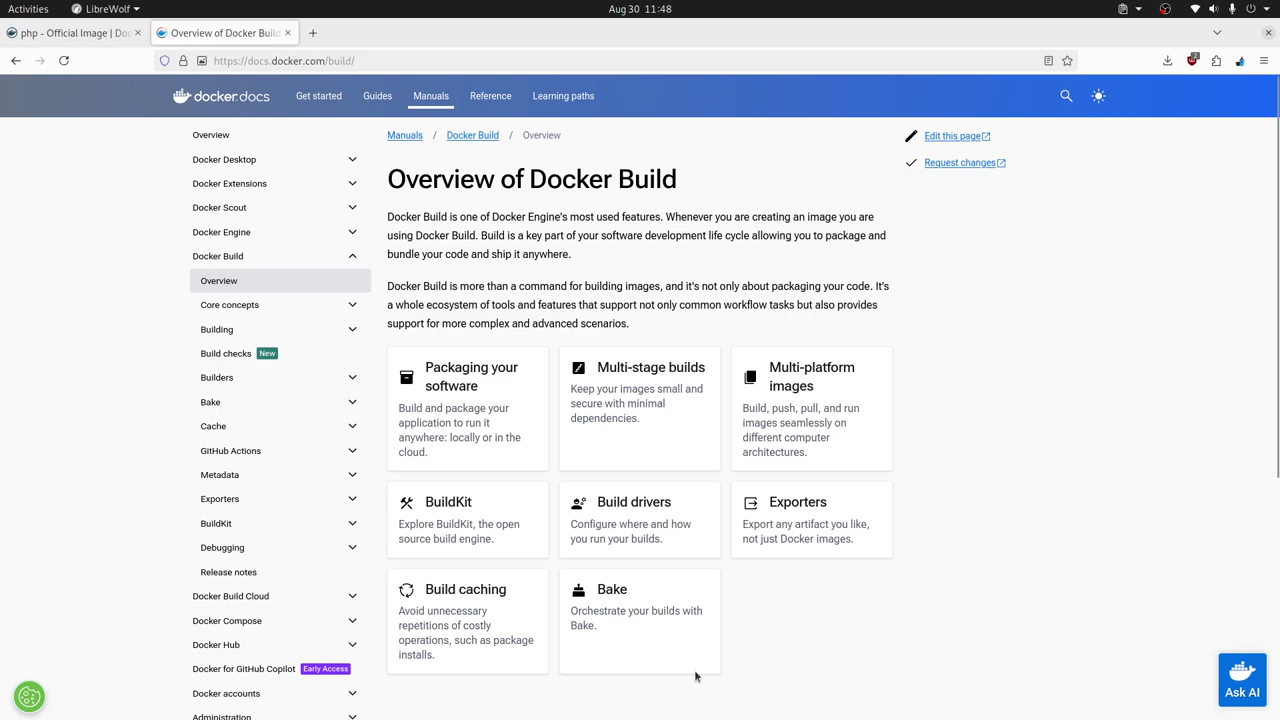 Activities
LibreWolf
Aug 30 11:48
php - Official Image | Doc
Overview of Docker Build
https://docs.docker.com/build/
2
docker.docs
Get started
Guides
Manuals
Reference
Learning paths
Overview
Docker Desktop
Docker Extensions
Docker Scout
Docker Engine
Docker Build
Overview
Core concepts
Building
Build checks New
Builders
Bake
Cache
GitHub Actions
Metadata
Exporters
BuildKit
Debugging
Release notes
Docker Build Cloud
Docker Compose
Docker Hub
Docker for GitHub Copilot Early Access
Docker accounts
Administration
Manuals / Docker Build / Overview
Overview of Docker Build
Docker Build is one of Docker Engine's most used features. Whenever you are creating an image you are
using Docker Build. Build is a key part of your software development life cycle allowing you to package and
bundle your code and ship it anywhere.
Docker Build is more than a command for building images, and it's not only about packaging your code. It's
a whole ecosystem of tools and features that support not only common workflow tasks but also provides
support for more complex and advanced scenarios.
Packaging your
software
Build and package your
application to run it
anywhere: locally or in the
cloud.
Multi-stage builds
Keep your images small and
secure with minimal
dependencies.
Multi-platform
images
Build, push, pull, and run
images seamlessly on
different computer
architectures.
BuildKit
Explore BuildKit, the open
source build engine.
Build drivers
Configure where and how
you run your builds.
Exporters
Export any artifact you like,
not just Docker images.
Build caching
Avoid unnecessary
repetitions of costly
operations, such as package
installs.
Bake
Orchestrate your builds with
Bake.
Edit this page
Request changes
Ask AI